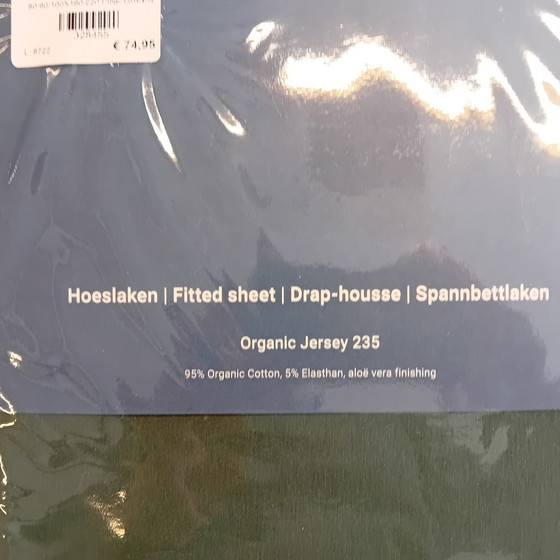 328455
€ 74,95
L. 8722
Hoeslaken | Fitted sheet | Drap-housse | Spannbettlaken
Organic Jersey 235
95% Organic Cotton, 5% Elasthan, aloë vera finishing